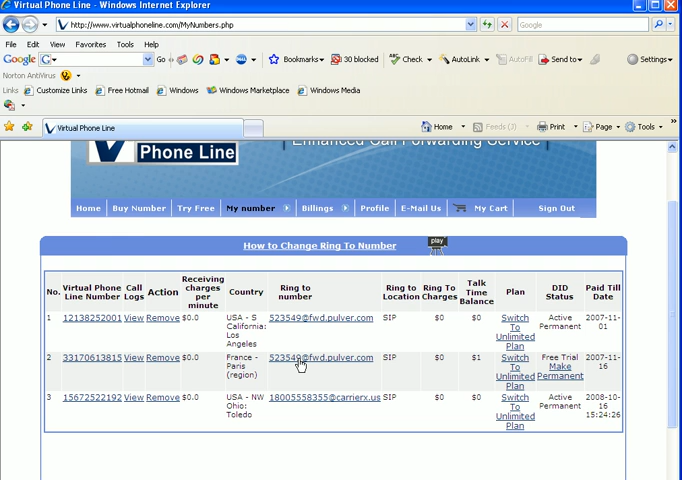 Virtual Phone Line - Windows Internet Explorer
http://www.virtualphoneline.com/MyNumbers.php
Google
File Edit View Favorites Tools Help
Google G Go Bookmarks 30 blocked Check AutoLink AutoFill Send to Settings
Norton AntiVirus
Links Customize Links Free Hotmail Windows Windows Marketplace Windows Media
Virtual Phone Line Home Feeds (J) Print Page Tools
Phone Line Enhanced Call Forwarding Service
Home Buy Number Try Free My number Billings Profile E-Mail Us My Cart Sign Out
How to Change Ring To Number play
No. Virtual Phone Line Number Call Logs Action Receiving charges per minute Country Ring to number Ring to Location Ring To Charges Talk Time Balance Plan DID Status Paid Till Date
1 12138252001 View Remove $0.0 USA - S California: Los Angeles 523549@fwd.pulver.com SIP $0 $0 Switch To Unlimited Plan Active Permanent 2007-11-01
2 33170613815 View Remove $0.0 France - Paris (region) 523549@fwd.pulver.com SIP $0 $1 Switch To Unlimited Plan Free Trial Make Permanent 2007-11-16
3 15672522192 View Remove $0.0 USA - NW Ohio: Toledo 18005558355@carrierx.us SIP $0 $0 Switch To Unlimited Plan Active Permanent 2008-10-16 15:24:26